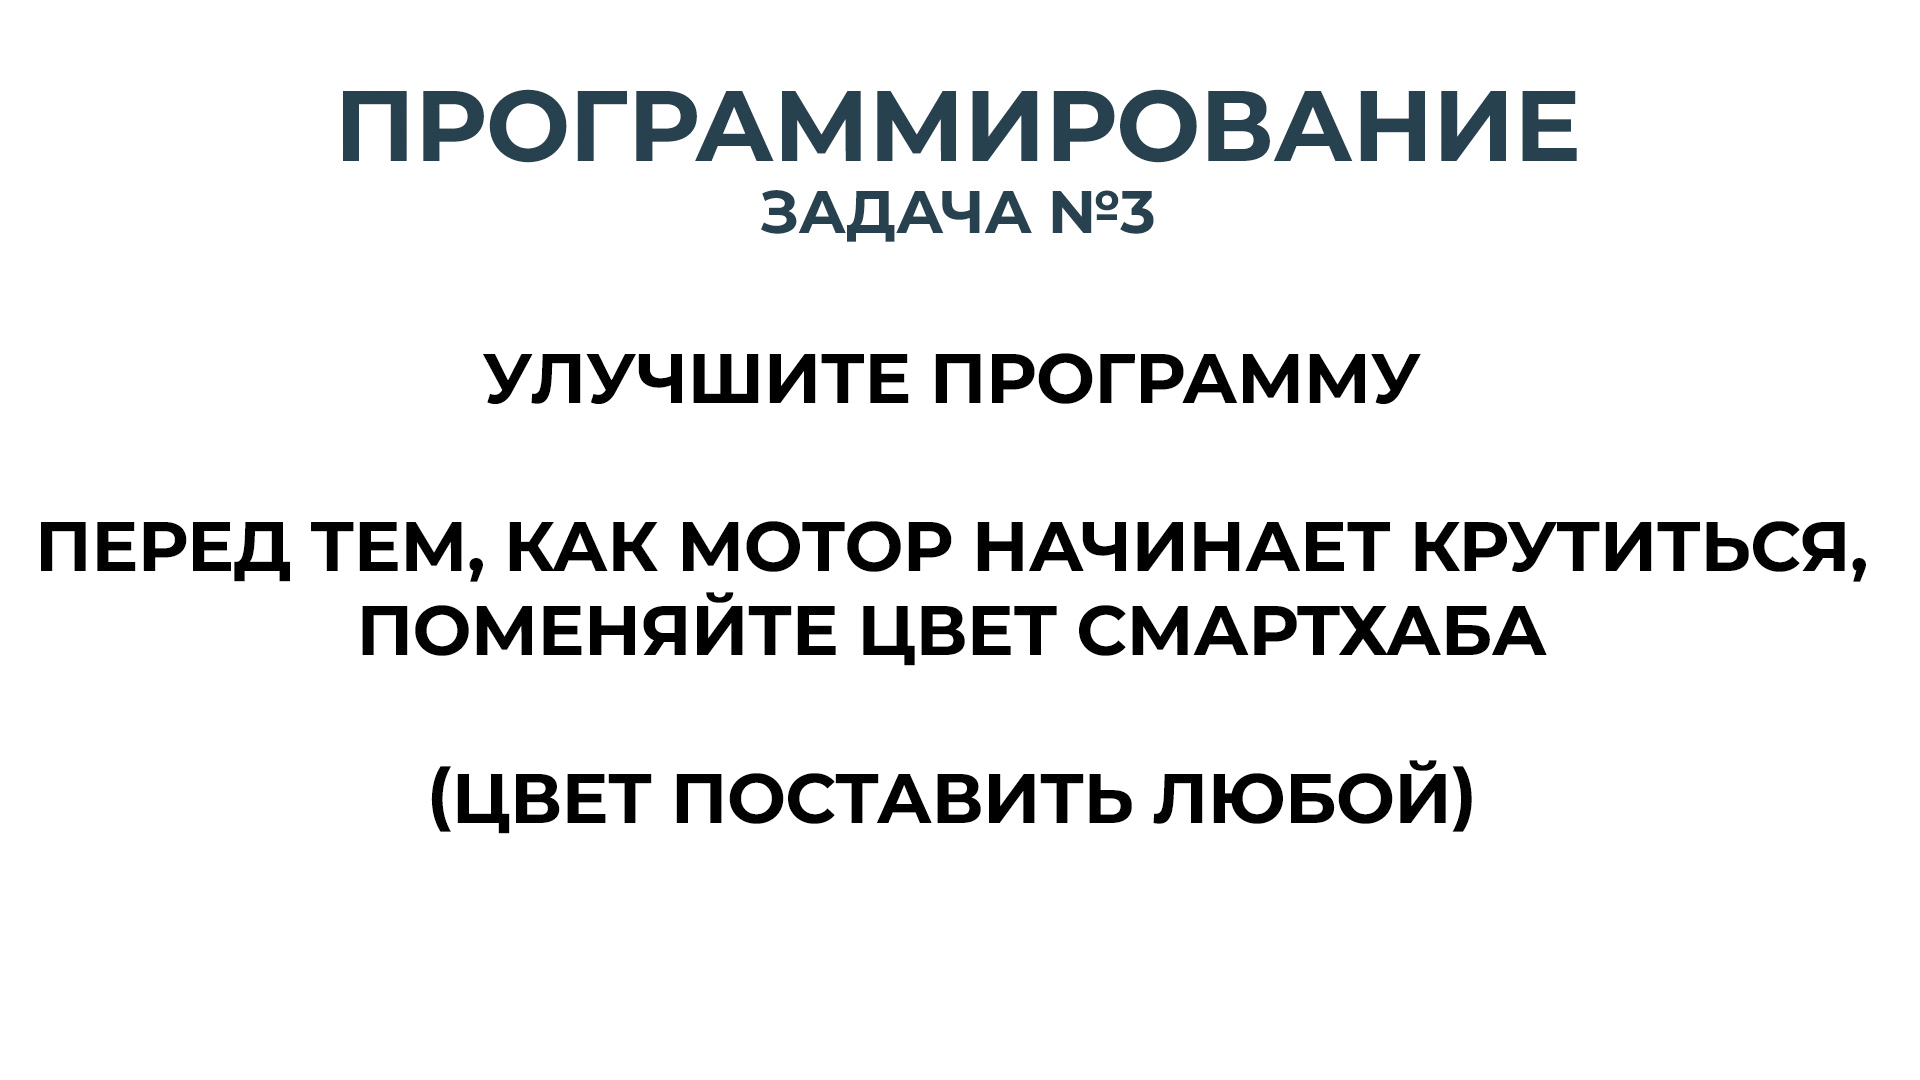 ПРОГРАММИРОВАНИЕ
ЗАДАЧА №3
УЛУЧШИТЕ ПРОГРАММУ
ПЕРЕД ТЕМ, КАК МОТОР НАЧИНАЕТ КРУТИТЬСЯ,
ПОМЕНЯЙТЕ ЦВЕТ СМАРТХАБА
(ЦВЕТ ПОСТАВИТЬ ЛЮБОЙ)